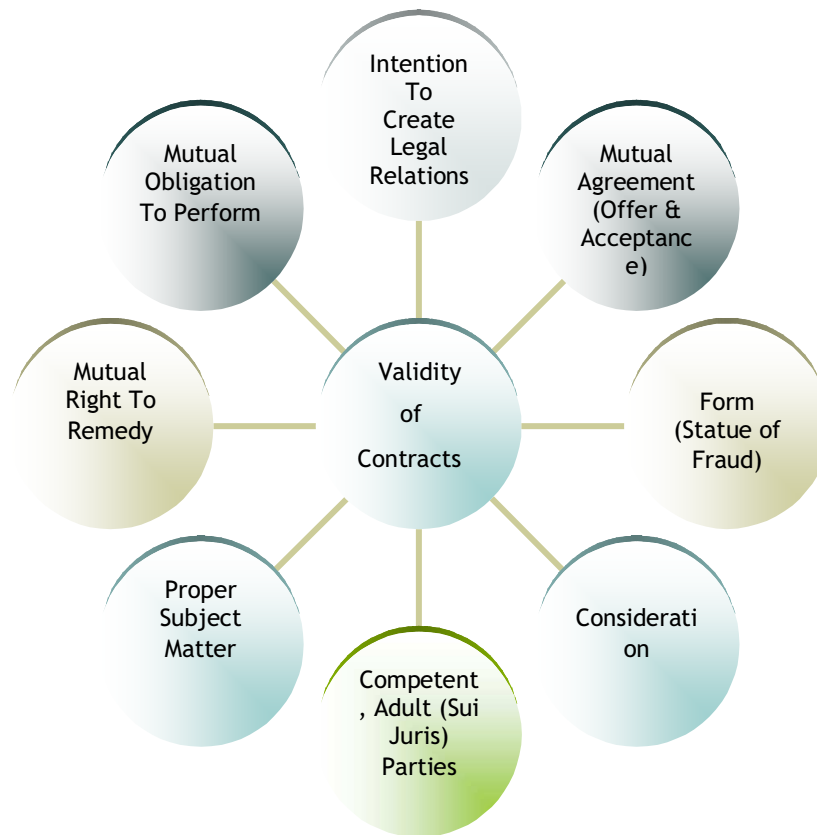 Intention
To
Create
Legal
Relations
Mutual
Agreement
(Offer &
Acceptanc
e)
Form
(Statue of
Fraud)
Considerati
on
Competent
, Adult (Sui
Juris)
Parties
Proper
Subject
Matter
Mutual
Right To
Remedy
Mutual
Obligation
To Perform
Validity
of
Contracts